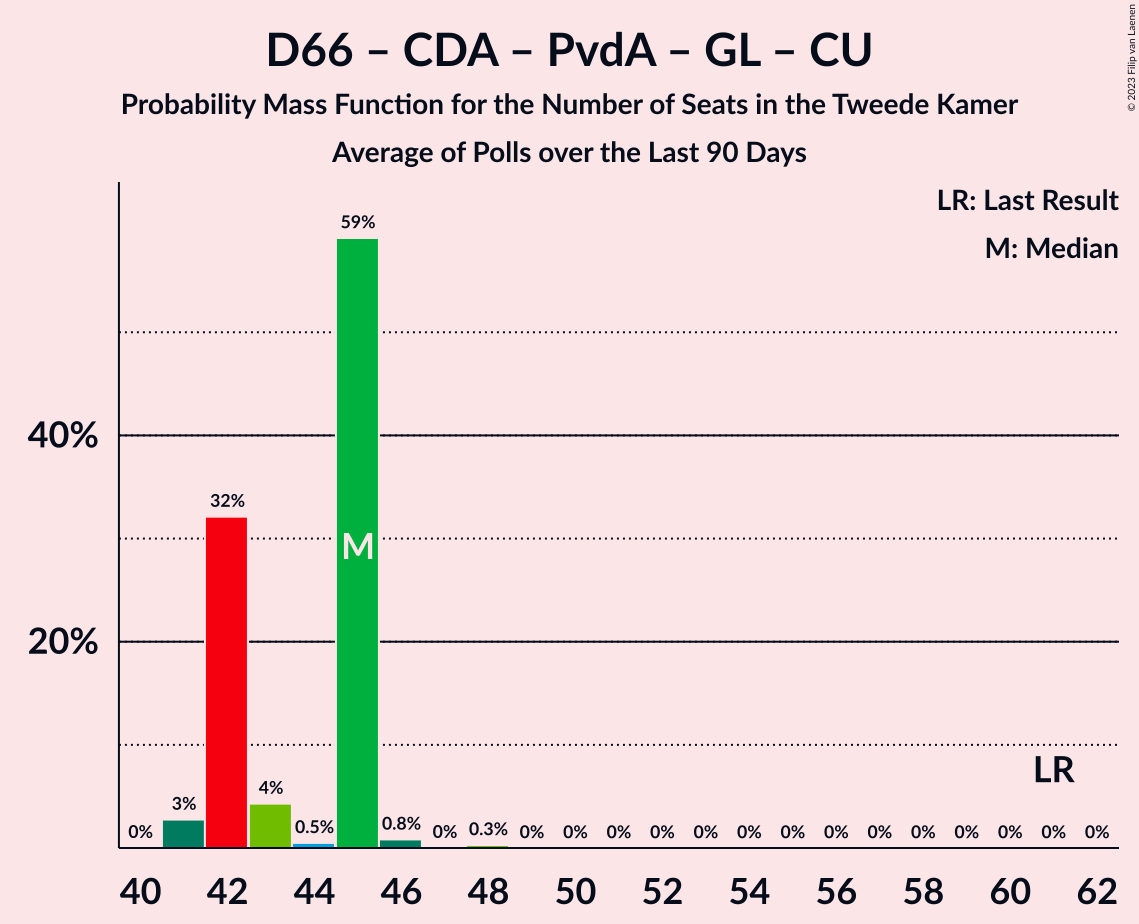 D66 – CDA – PvdA – GL – CU
Probability Mass Function for the Number of Seats in the Tweede Kamer
Average of Polls over the Last 90 Days
© 2023 Filip van Laenen
LR: Last Result
M: Median
59%
40%
32%
M
20%
LR
0% 3% 4% 0.5% 0.8% 0% 0.3% 0% 0% 0% 0% 0% 0% 0% 0% 0% 0% 0% 0% 0% 0%
40 42 44 46 48 50 52 54 56 58 60 62